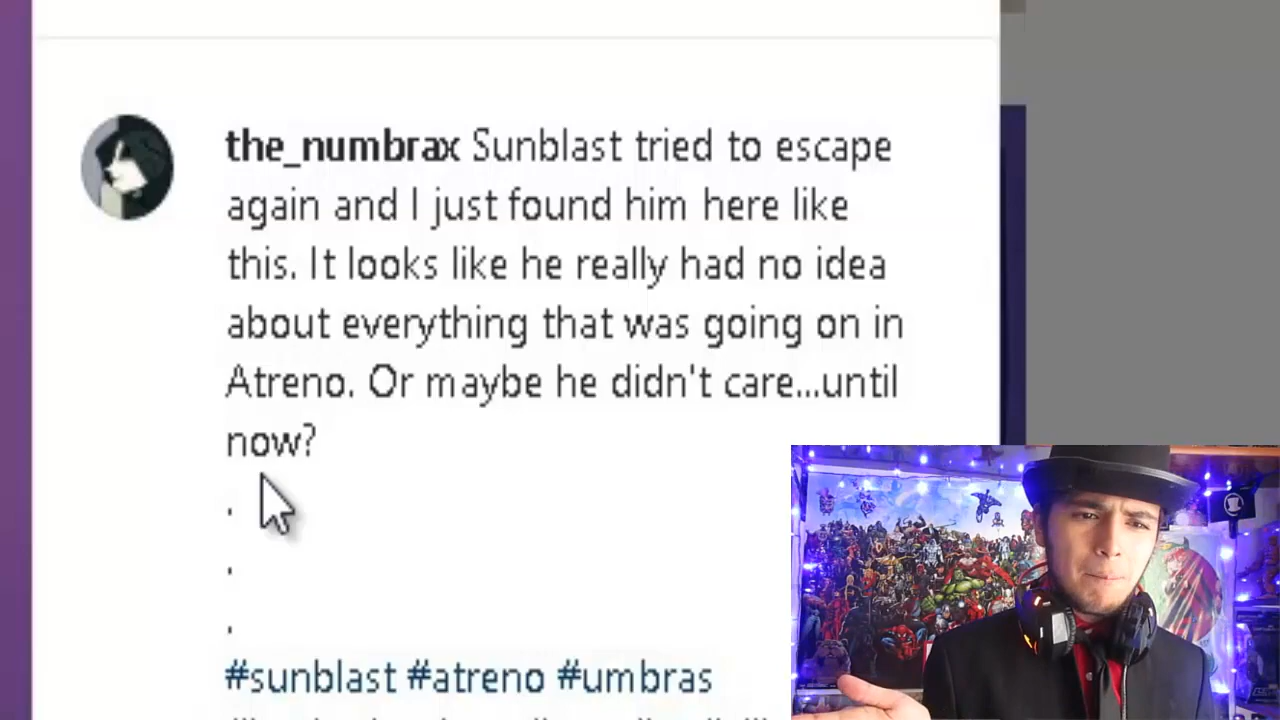 the_numbrax Sunblast tried to escape
again and I just found him here like
this. It looks like he really had no idea
about everything that was going on in
Atreno. Or maybe he didn't care...until
now?
.
.
.
#sunblast #atreno #umbras